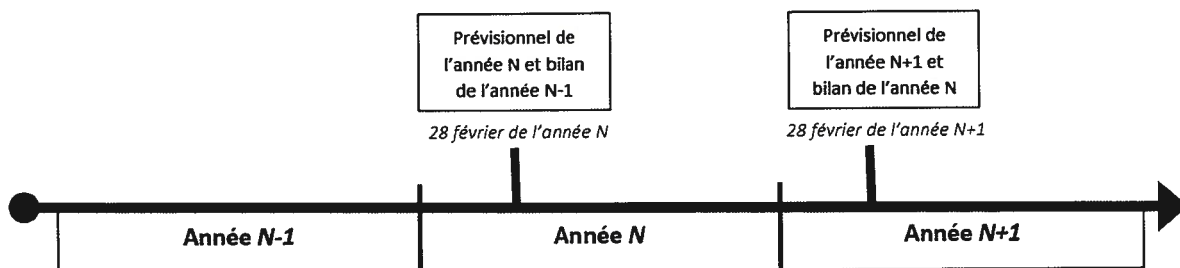 Prévisionnel de
l'année N et bilan
de l'année N-1
28 février de l'année N
Prévisionnel de
l'année N+1 et
bilan de l'année N
28 février de l'année N+1
Année N-1
Année N
Année N+1